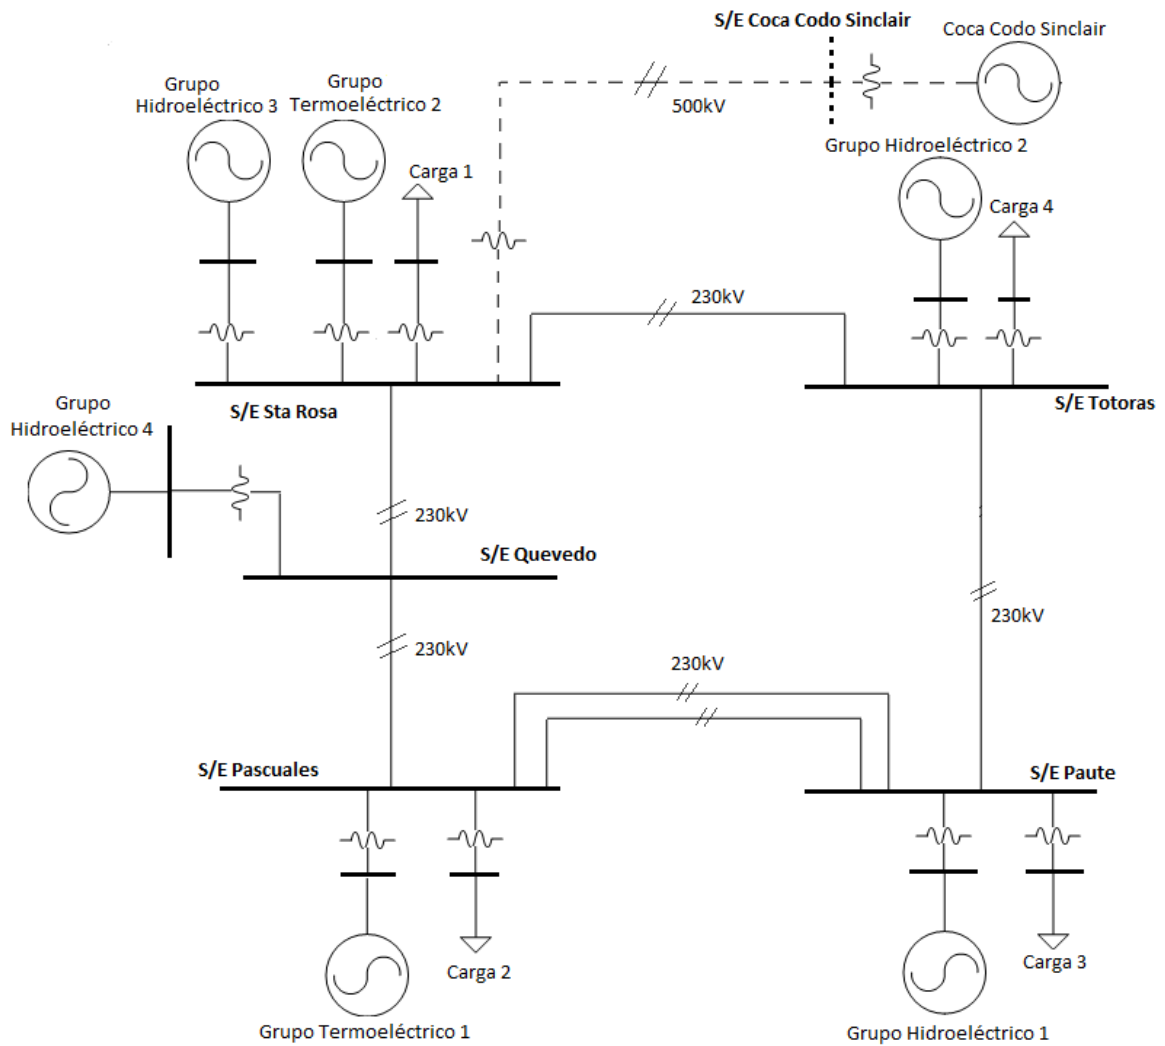 S/E Coca Codo Sinclair
Coca Codo Sinclair
Grupo
Hidroeléctrico 3
Grupo
Termoeléctrico 2
500kV
Grupo Hidroeléctrico 2
Carga 1
Carga 4
230kV
S/E Sta Rosa
S/E Totoras
Grupo
Hidroeléctrico 4
230kV
S/E Quevedo
230kV
230kV
230kV
S/E Pascuales
S/E Paute
Carga 2
Carga 3
Grupo Termoeléctrico 1
Grupo Hidroeléctrico 1